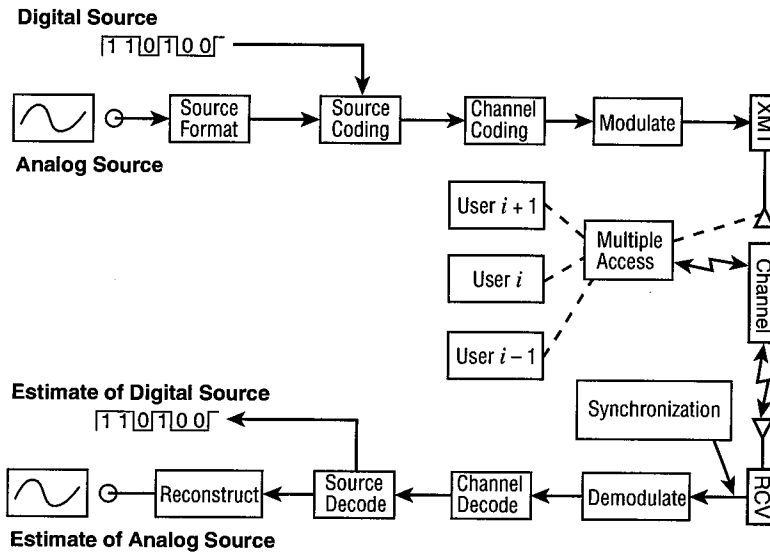 Digital Source
1 1 0 1 0 0
Source
Format
Source
Coding
Channel
Coding
Modulate
XMT
Analog Source
User i + 1
Multiple
Access
User i
User i – 1
Channel
Estimate of Digital Source
1 1 0 1 0 0
Synchronization
Reconstruct
Source
Decode
Channel
Decode
Demodulate
RCV
Estimate of Analog Source